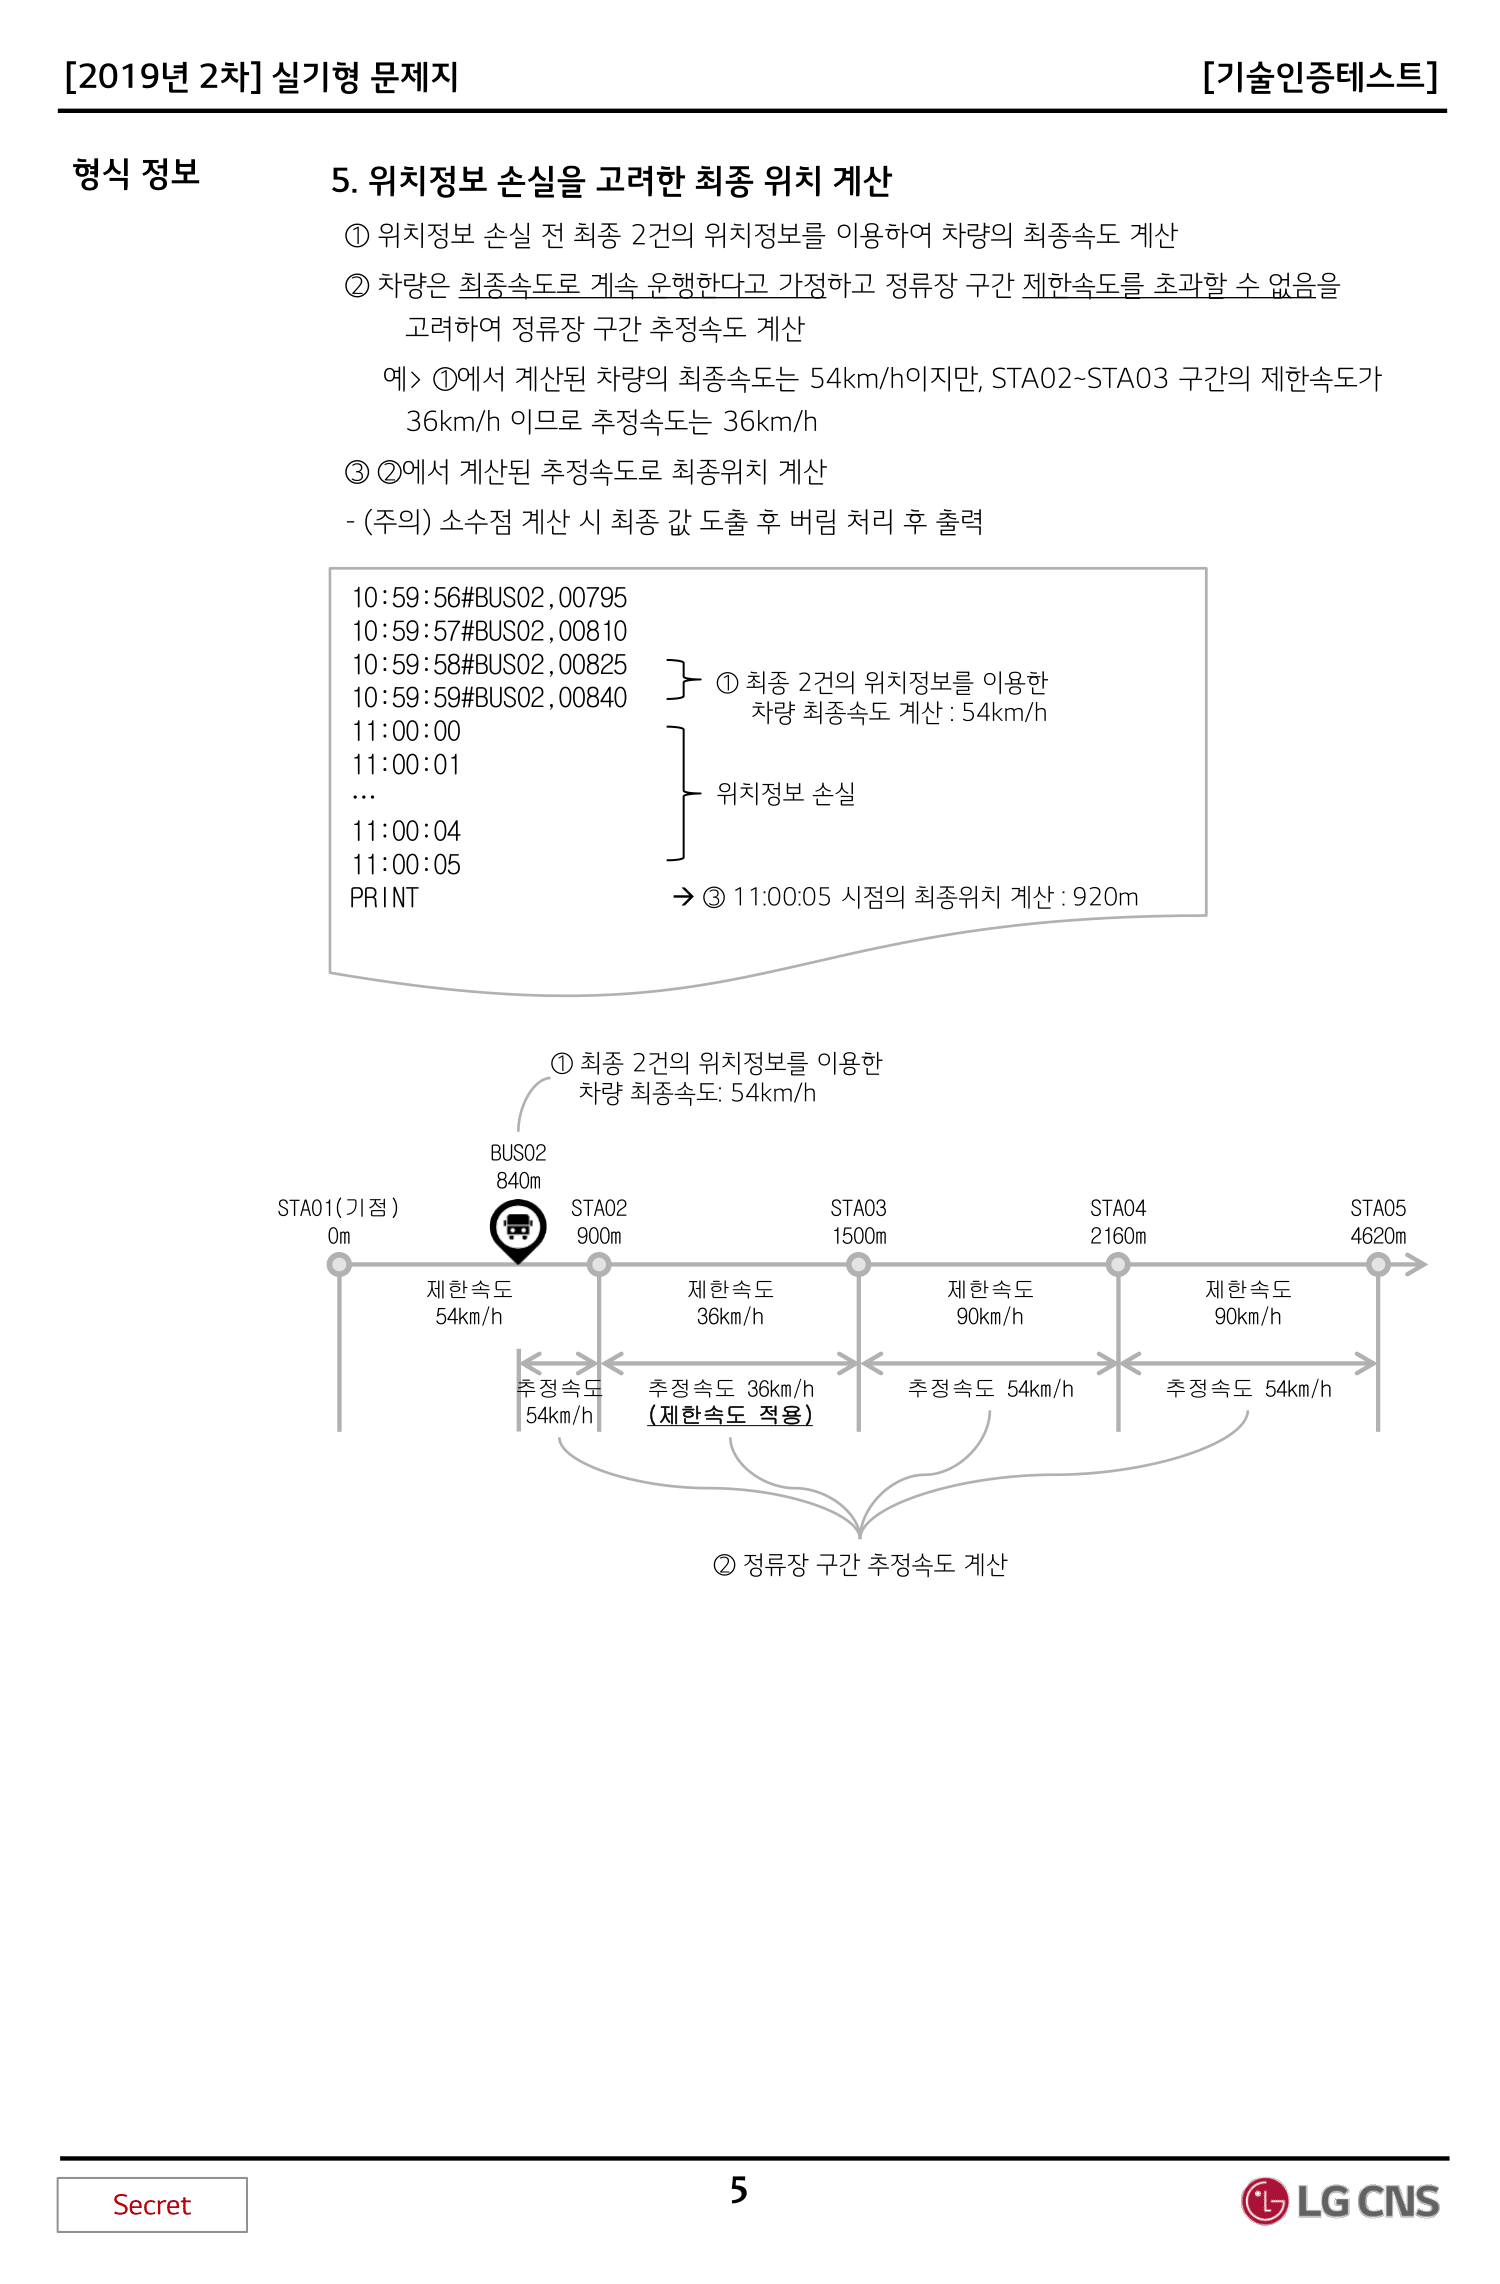 [2019년 2차] 실기형 문제지
[기술인증테스트]
형식 정보
5. 위치정보 손실을 고려한 최종 위치 계산
① 위치정보 손실 전 최종 2건의 위치정보를 이용하여 차량의 최종속도 계산
② 차량은 최종속도로 계속 운행한다고 가정하고 정류장 구간 제한속도를 초과할 수 없음을
고려하여 정류장 구간 추정속도 계산
예> ①에서 계산된 차량의 최종속도는 54km/h이지만, STA02~STA03 구간의 제한속도가
36km/h 이므로 추정속도는 36km/h
③ ②에서 계산된 추정속도로 최종위치 계산
- (주의) 소수점 계산 시 최종 값 도출 후 버림 처리 후 출력
10:59:56#BUS02,00795
10:59:57#BUS02,00810
10:59:58#BUS02,00825
10:59:59#BUS02,00840
① 최종 2건의 위치정보를 이용한
차량 최종속도 계산 : 54km/h
11:00:00
11:00:01
...
11:00:04
11:00:05
위치정보 손실
PRINT
→ ③ 11:00:05 시점의 최종위치 계산 : 920m
① 최종 2건의 위치정보를 이용한
차량 최종속도: 54km/h
BUS02
840m
STA01(기점) STA02 STA03 STA04 STA05
0m 900m 1500m 2160m 4620m
제한속도 제한속도 제한속도 제한속도
54km/h 36km/h 90km/h 90km/h
추정속도 추정속도 36km/h 추정속도 54km/h 추정속도 54km/h
54km/h (제한속도 적용)
② 정류장 구간 추정속도 계산
Secret
5
LG CNS